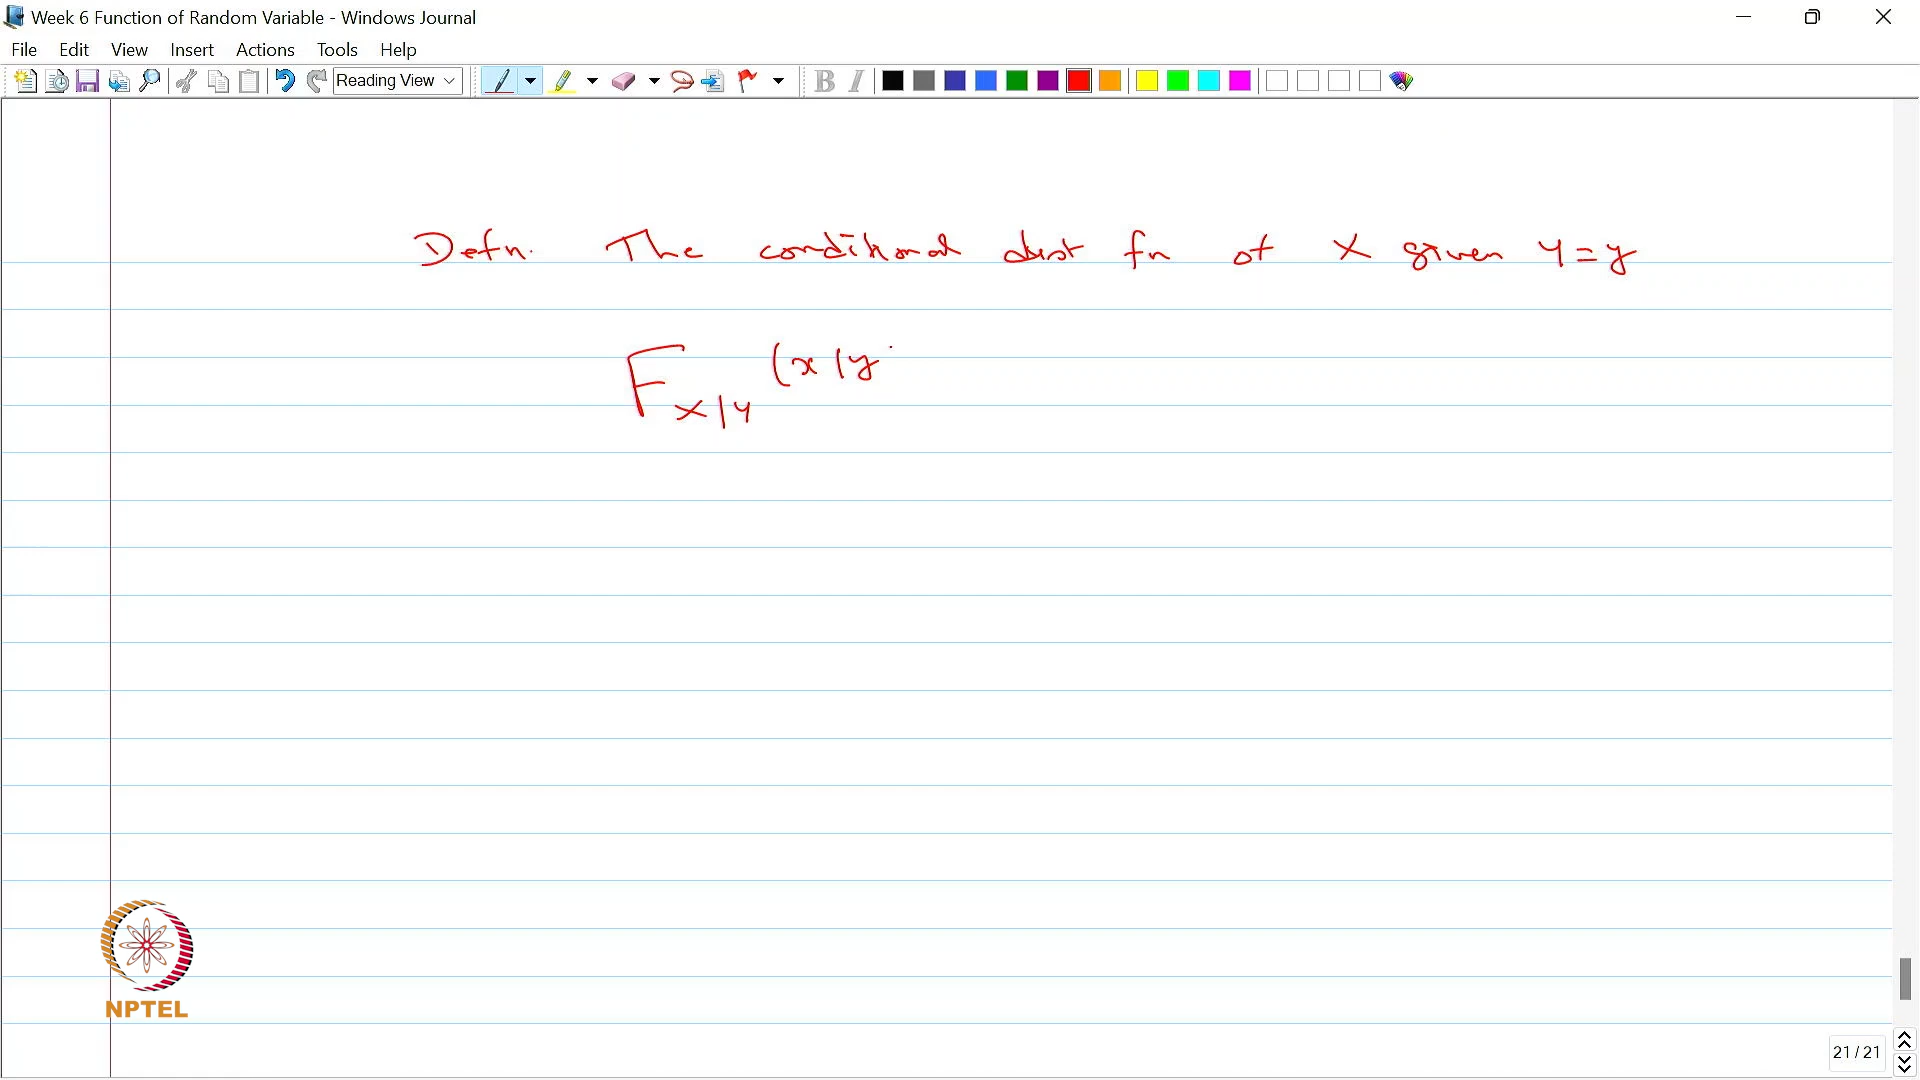 Week 6 Function of Random Variable - Windows Journal
File Edit View Insert Actions Tools Help
Reading View
B I
Defn. The conditional dist fn of X given Y=y
F_{X|Y} (x|y
NPTEL
21 / 21